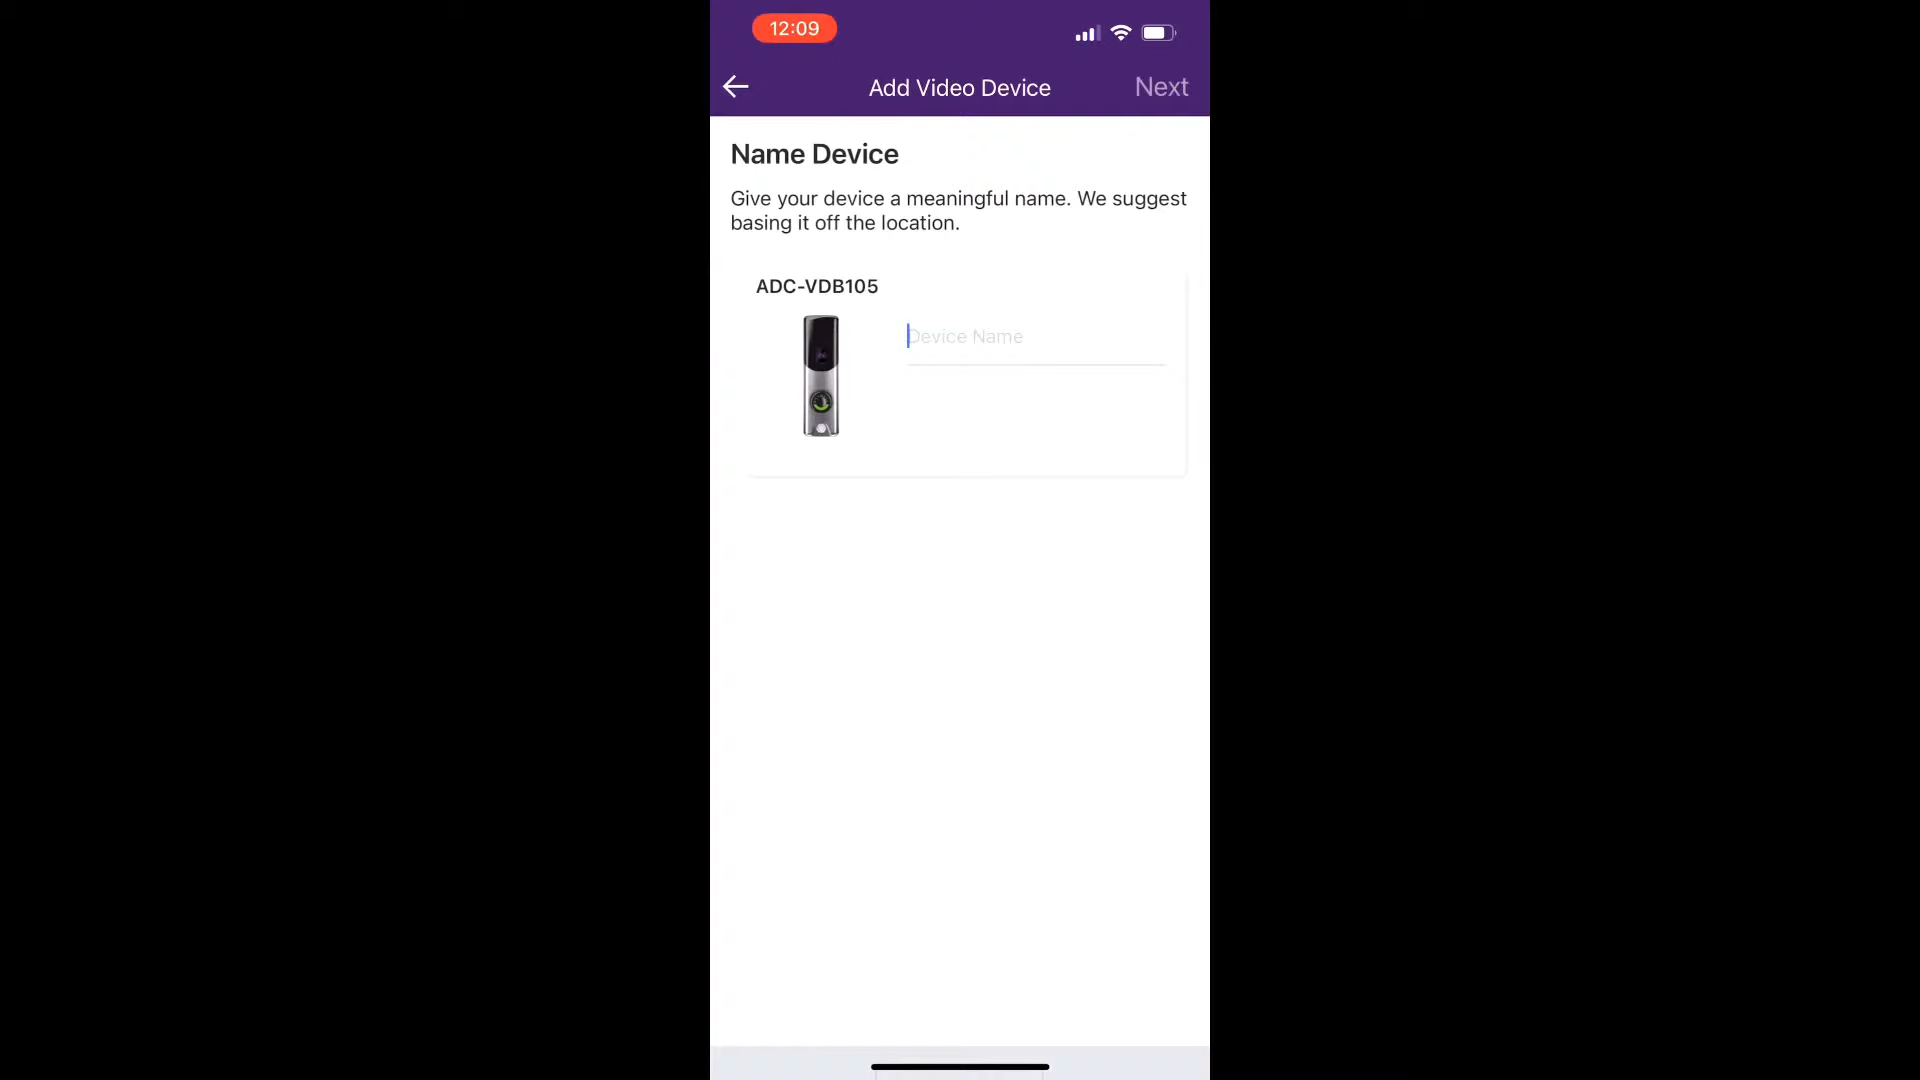 12:09
Add Video Device
Next
Name Device
Give your device a meaningful name. We suggest
basing it off the location.
ADC-VDB105
Device Name